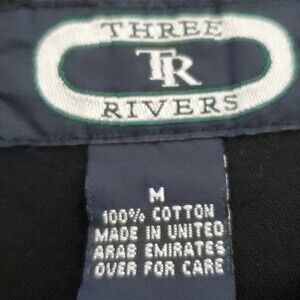 THREE
TR
RIVERS
M
100% COTTON
MADE IN UNITED
ARAB EMIRATES
OVER FOR CARE